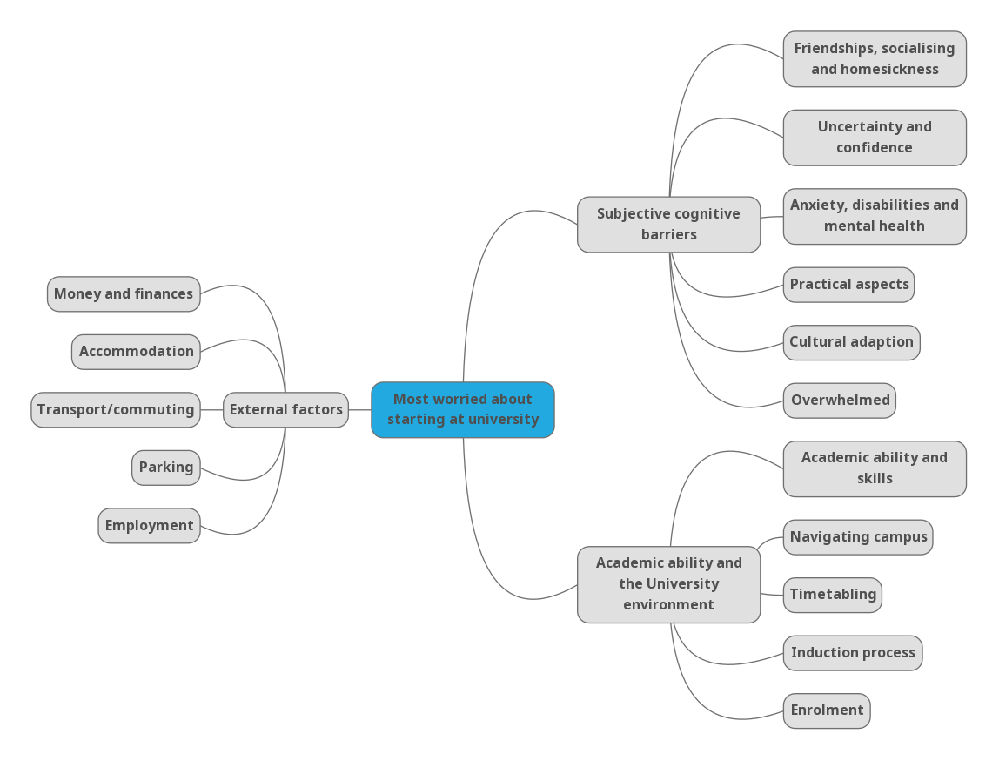 Friendships, socialising
and homesickness
Uncertainty and
confidence
Subjective cognitive
barriers
Anxiety, disabilities and
mental health
Practical aspects
Cultural adaption
Overwhelmed
Money and finances
Accommodation
Transport/commuting
Parking
Employment
External factors
Most worried about
starting at university
Academic ability and
the University
environment
Academic ability and
skills
Navigating campus
Timetabling
Induction process
Enrolment